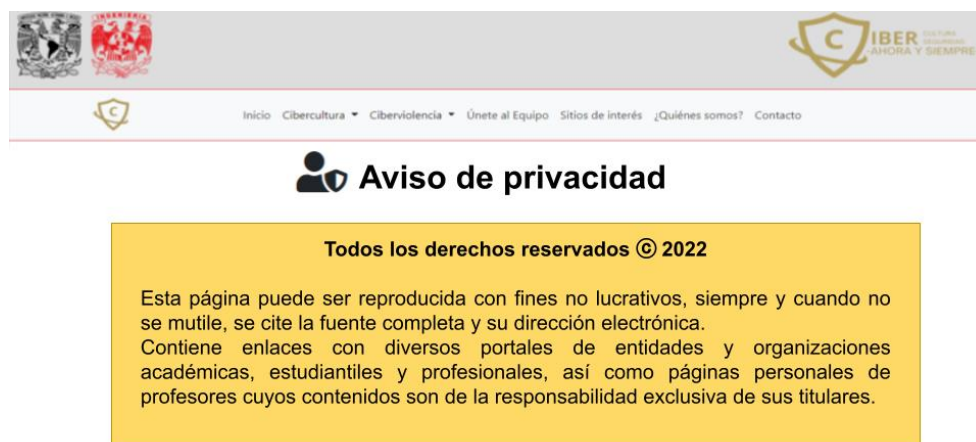 INGENIERIA
C IBER CULTURA
SEGURIDAD
-AHORA Y SIEMPRE
Inicio Cibercultura Ciberviolencia Únete al Equipo Sitios de interés ¿Quiénes somos? Contacto
Aviso de privacidad
Todos los derechos reservados © 2022
Esta página puede ser reproducida con fines no lucrativos, siempre y cuando no
se mutile, se cite la fuente completa y su dirección electrónica.
Contiene enlaces con diversos portales de entidades y organizaciones
académicas, estudiantiles y profesionales, así como páginas personales de
profesores cuyos contenidos son de la responsabilidad exclusiva de sus titulares.